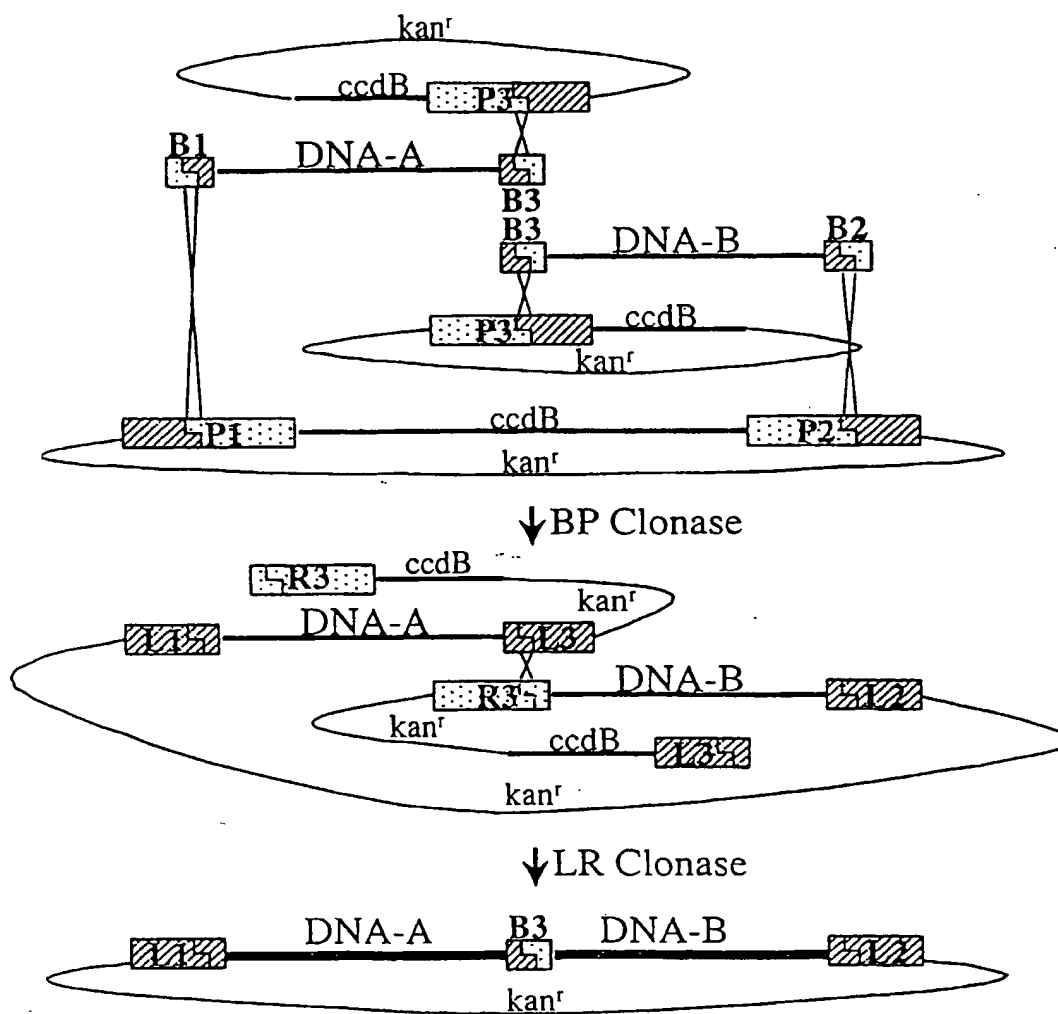 kanʳ
ccdB
P3
B1
DNA-A
B3
B3
DNA-B
B2
P3
ccdB
kanʳ
P1
ccdB
P2
kanʳ
BP Clonase
R3
ccdB
kanʳ
L1
DNA-A
L3
R3
DNA-B
L2
kanʳ
ccdB
L3
kanʳ
LR Clonase
L1
DNA-A
B3
DNA-B
L2
kanʳ